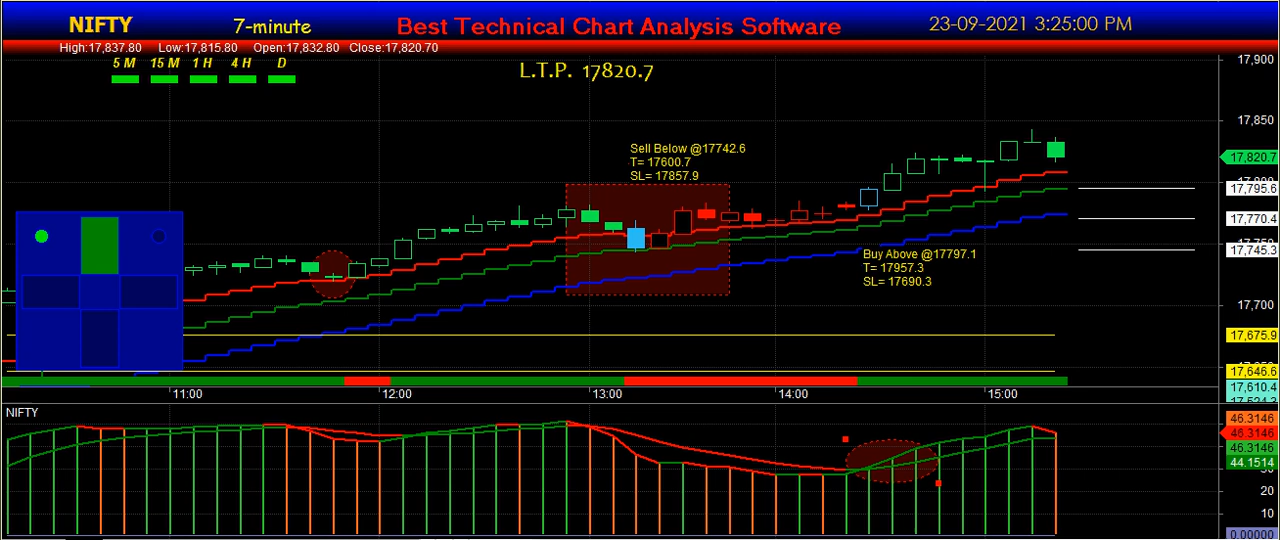 NIFTY 7-minute Best Technical Chart Analysis Software 23-09-2021 3:25:00 PM
High:17,837.80 Low:17,815.80 Open:17,832.80 Close:17,820.70
5 M 15 M 1 H 4 H D
L.T.P. 17820.7
17,900
17,850
Sell Below @17742.6
T= 17600.7
SL= 17857.9
17,820.7
17,795.6
17,770.4
17,745.3
Buy Above @17797.1
T= 17957.3
SL= 17690.3
17,700
17,675.9
17,646.6
17,610.4
11:00 12:00 13:00 14:00 15:00
NIFTY
46.3146
46.3146
46.3146
44.1514
20
10
0.00000